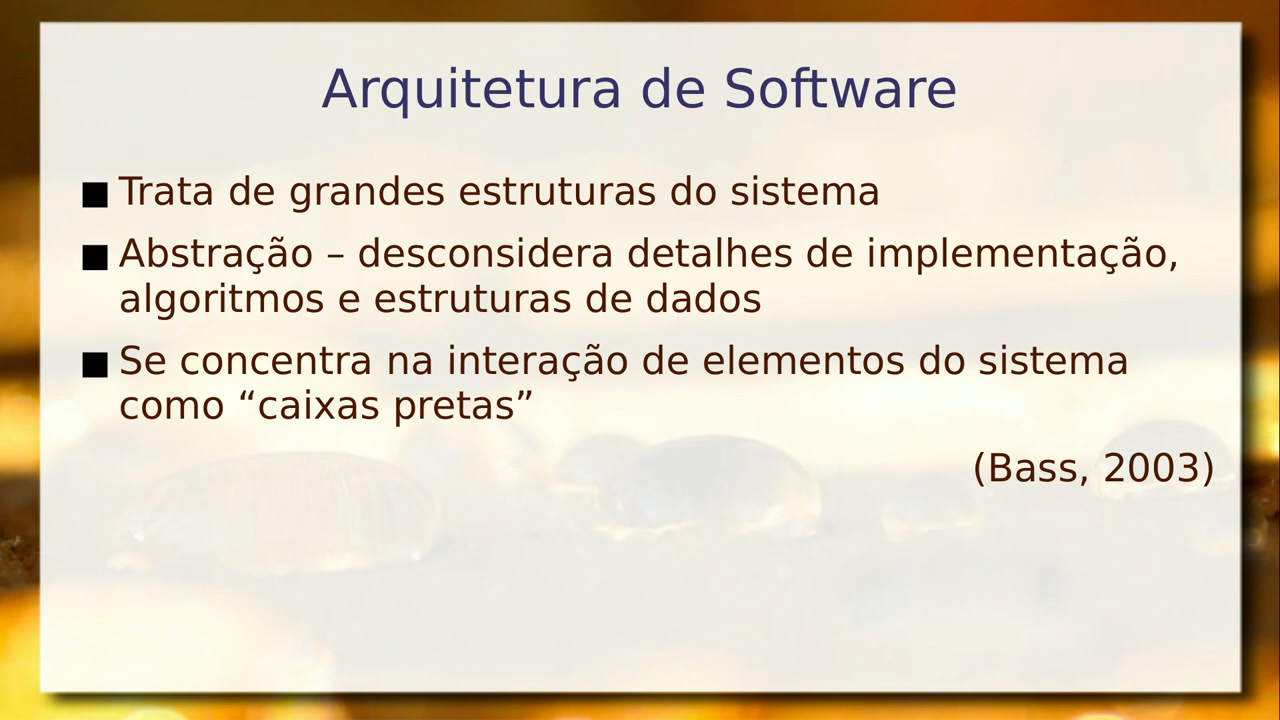 Arquitetura de Software
■ Trata de grandes estruturas do sistema
■ Abstração – desconsidera detalhes de implementação,
algoritmos e estruturas de dados
■ Se concentra na interação de elementos do sistema
como “caixas pretas”
(Bass, 2003)